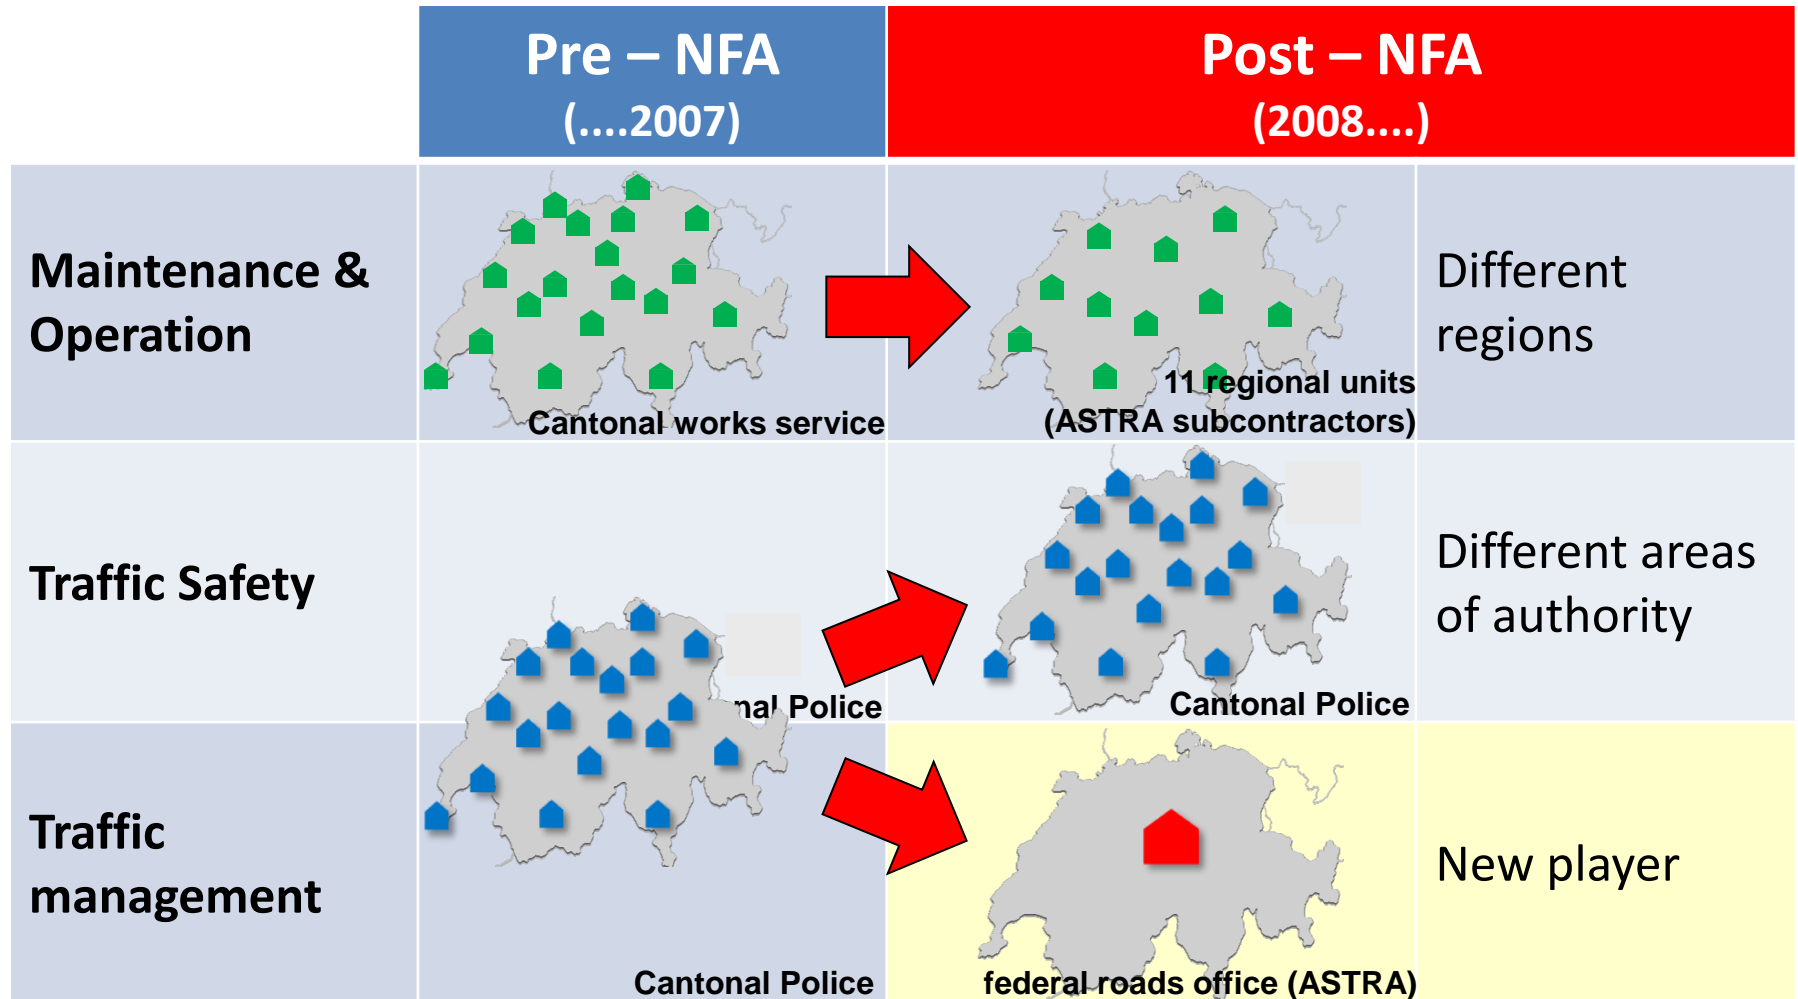 Pre – NFA
(....2007)
Post – NFA
(2008....)
Maintenance &
Operation
Cantonal works service
11 regional units
(ASTRA subcontractors)
Different
regions
Traffic Safety
nal Police
Cantonal Police
Different areas
of authority
Traffic
management
Cantonal Police
federal roads office (ASTRA)
New player